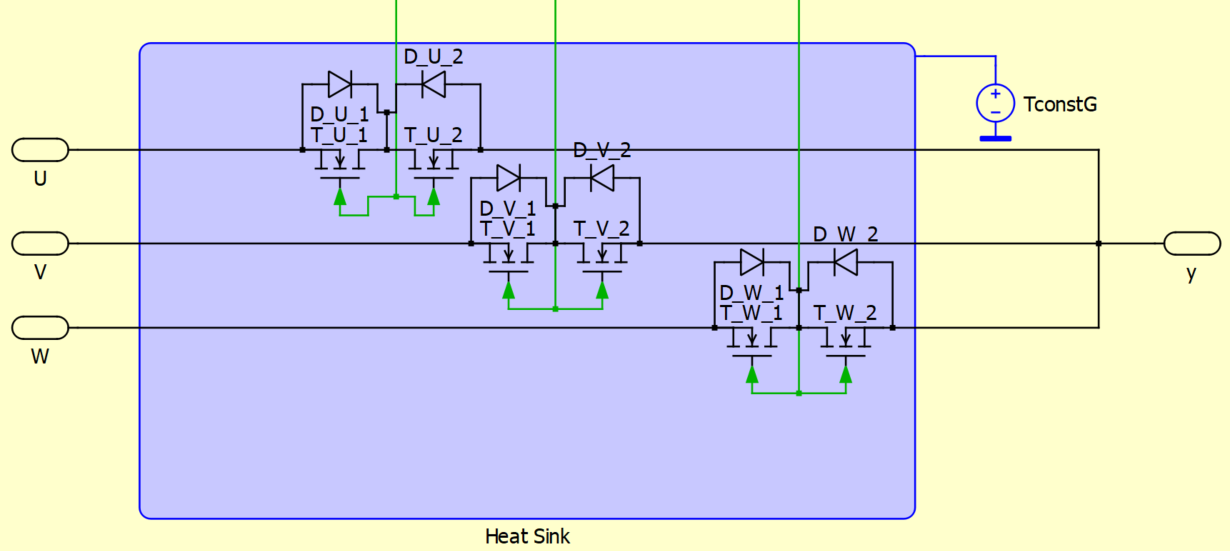 D_U_2
TconstG
D_U_1
T_U_1
T_U_2
U
D_V_2
D_V_1
T_V_1
T_V_2
D_W_2
V
y
D_W_1
T_W_1
T_W_2
W
Heat Sink